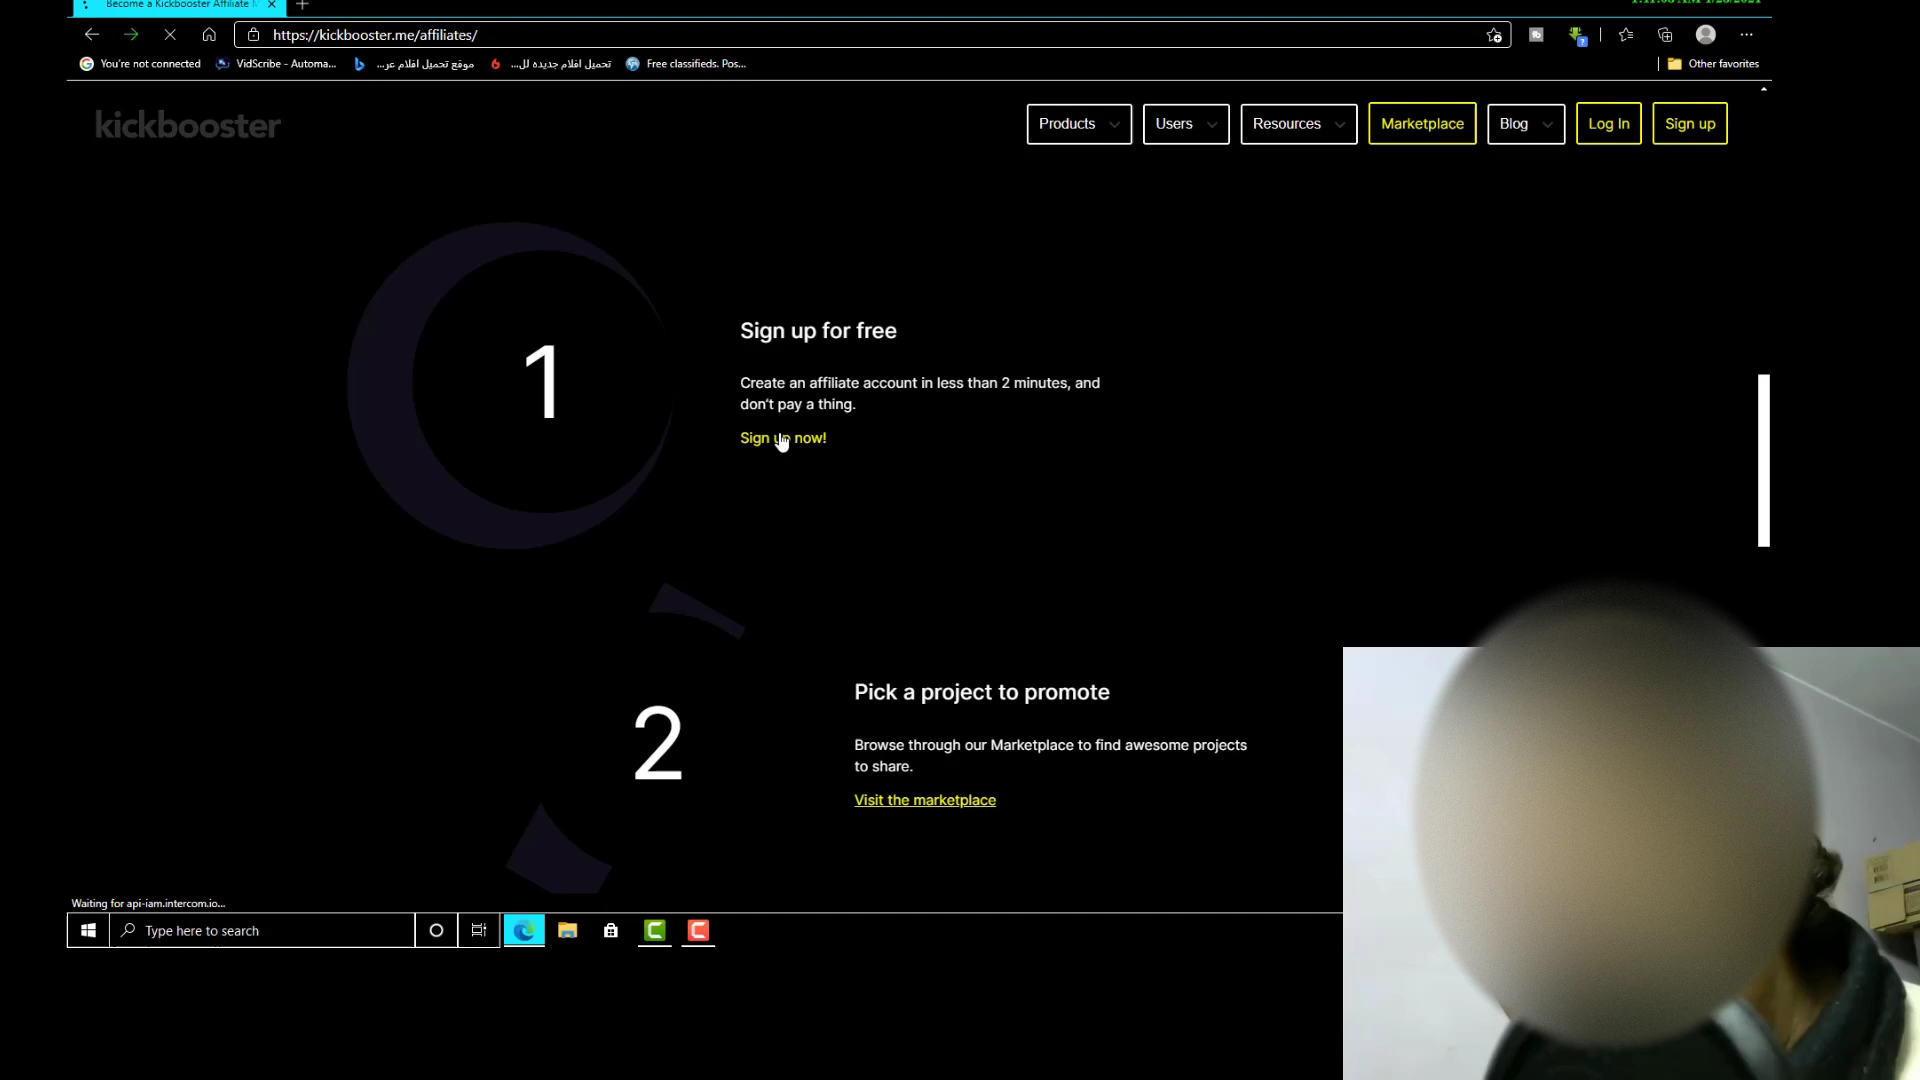 Become a Kickbooster Affiliate
https://kickbooster.me/affiliates/
You're not connected
VidScribe - Automa...
موقع تحميل افلام عر...
تحميل افلام جديده لل...
Free classifieds. Pos...
Other favorites
kickbooster
Products
Users
Resources
Marketplace
Blog
Log In
Sign up
1
Sign up for free
Create an affiliate account in less than 2 minutes, and
don't pay a thing.
Sign up now!
2
Pick a project to promote
Browse through our Marketplace to find awesome projects
to share.
Visit the marketplace
Waiting for api-iam.intercom.io...
Type here to search